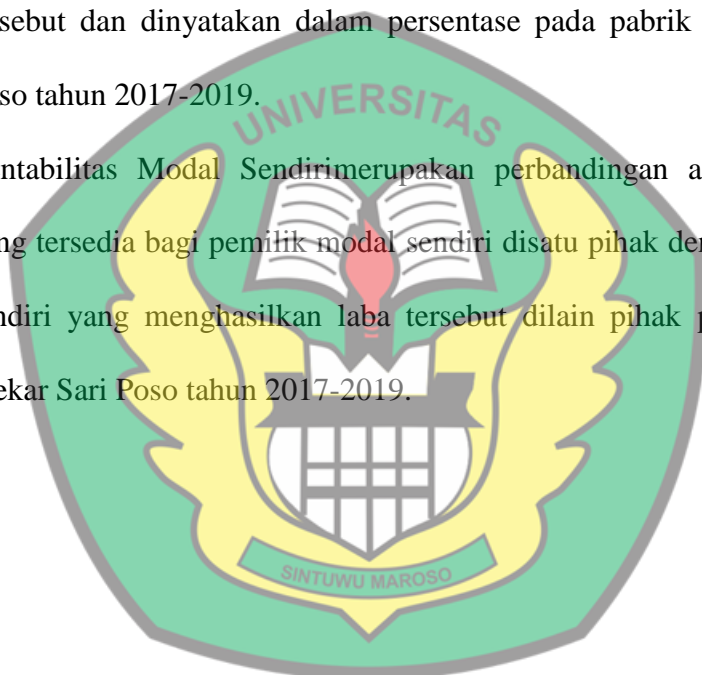 sebut dan dinyatakan dalam persentase pada pabrik
so tahun 2017-2019.
UNIVERSITAS
ntabilitas Modal Sendirimerupakan perbandingan a
ng tersedia bagi pemilik modal sendiri disatu pihak der
ndiri yang menghasilkan laba tersebut dilain pihak p
ekar Sari Poso tahun 2017-2019.
SINTUWU MAROSO